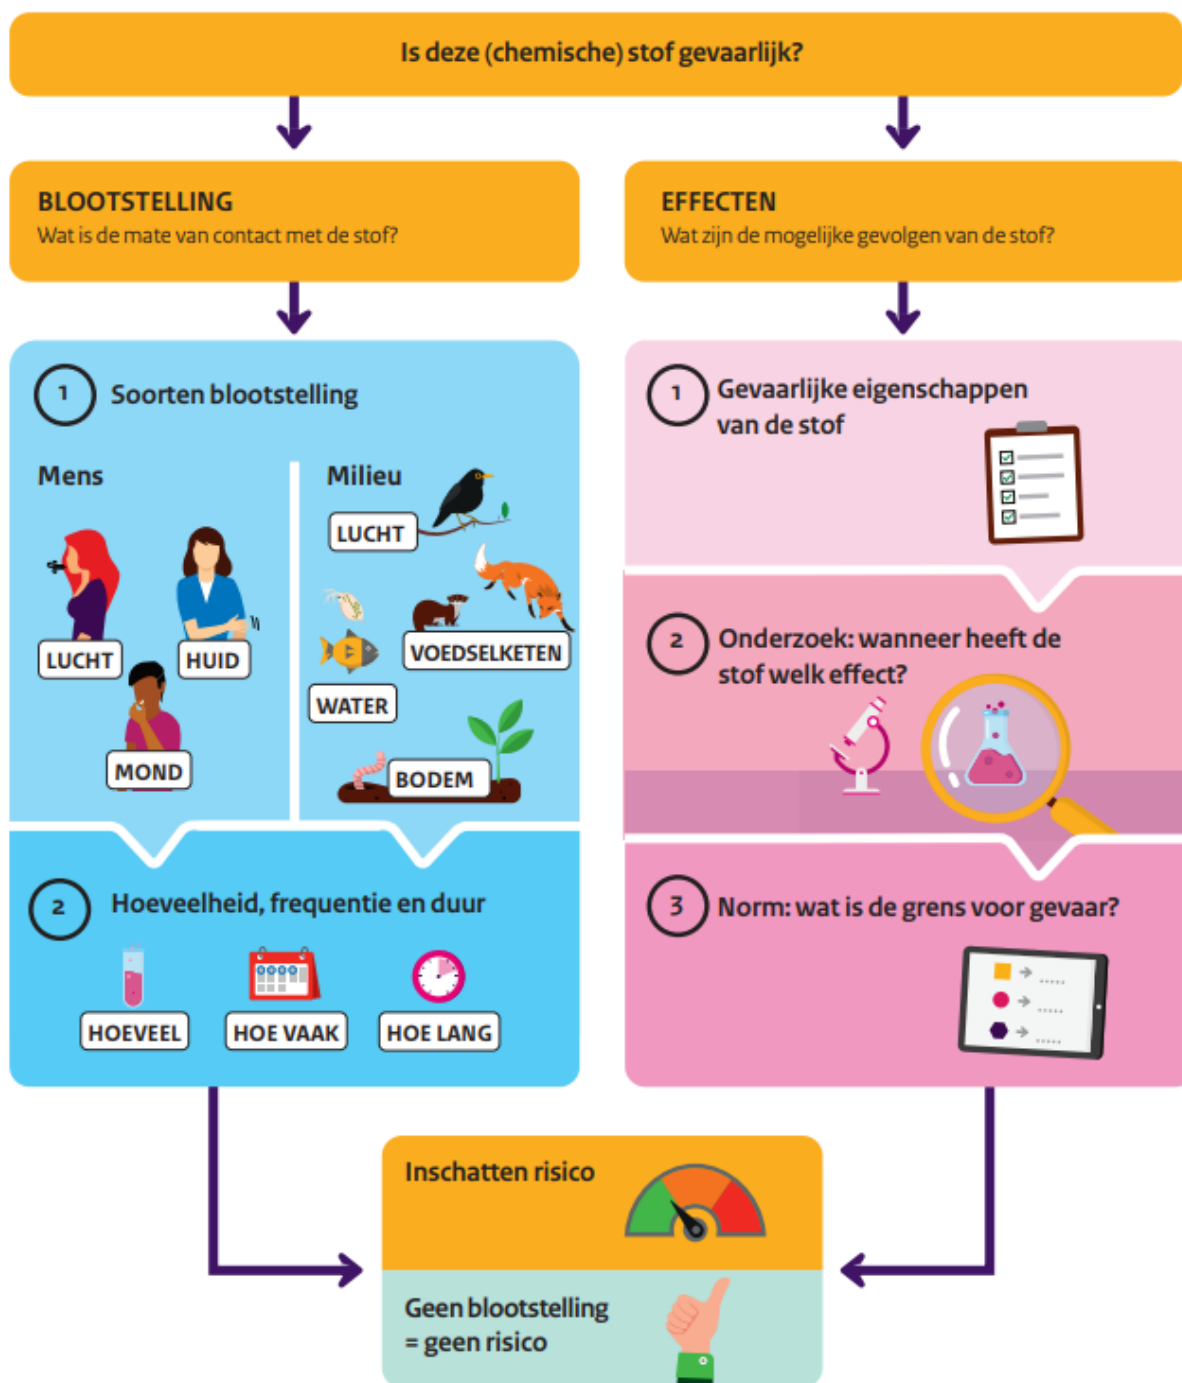 Is deze (chemische) stof gevaarlijk?
BLOOTSTELLING
Wat is de mate van contact met de stof?
EFFECTEN
Wat zijn de mogelijke gevolgen van de stof?
1
Soorten blootstelling
Mens
LUCHT
HUID
MOND
Milieu
LUCHT
VOEDSELKETEN
WATER
BODEM
2
Hoeveelheid, frequentie en duur
HOEVEEL
HOE VAAK
HOE LANG
1
Gevaarlijke eigenschappen
van de stof
2
Onderzoek: wanneer heeft de
stof welk effect?
3
Norm: wat is de grens voor gevaar?
Inschatten risico
Geen blootstelling
= geen risico